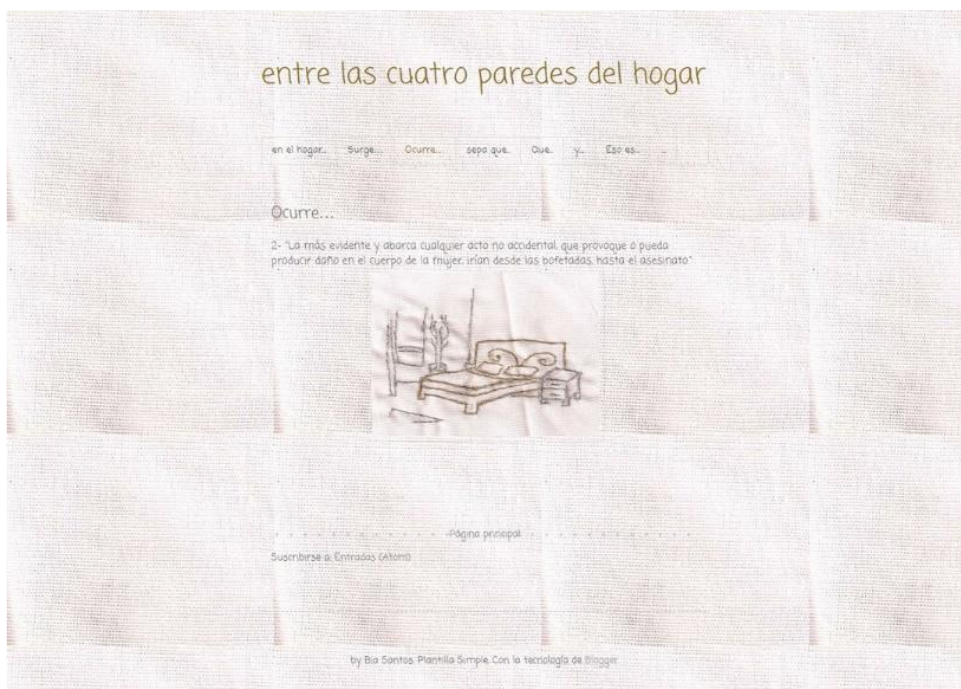 entre las cuatro paredes del hogar
en el hogar... Surge.... Ocurre.... sepa que... Que... y... Eso es... ...
Ocurre...
2- "La más evidente y abarca cualquier acto no accidental, que provoque o pueda
producir daño en el cuerpo de la mujer, irían desde las bofetadas, hasta el asesinato"
Página principal
Suscribirse a: Entradas (Atom)
by Bia Santos. Plantilla Simple. Con la tecnología de Blogger.